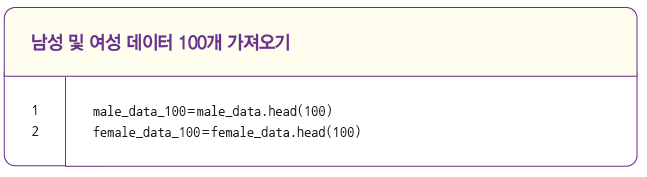 남성 및 여성 데이터 100개 가져오기
1 male_data_100=male_data.head(100)
2 female_data_100=female_data.head(100)